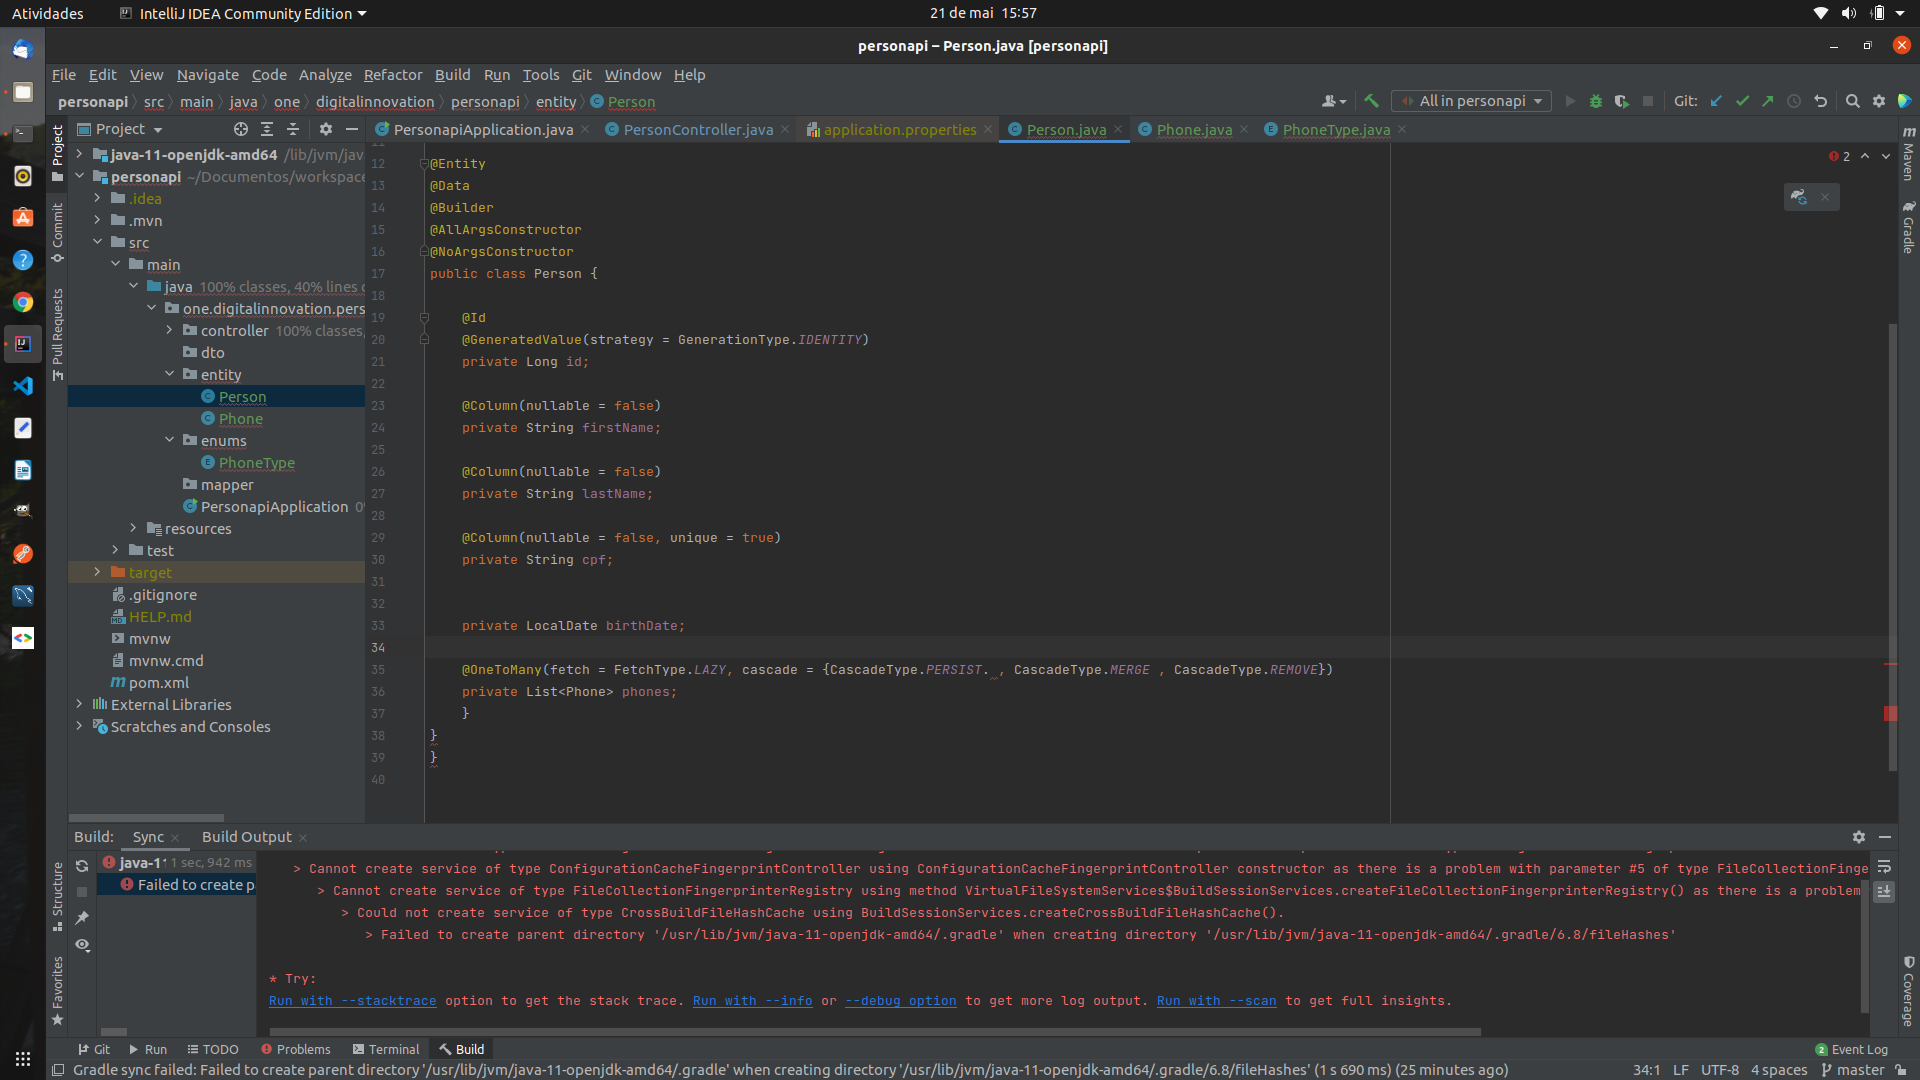 Atividades
IntelliJ IDEA Community Edition
21 de mai 15:57
personapi – Person.java [personapi]
File Edit View Navigate Code Analyze Refactor Build Run Tools Git Window Help
personapi src main java one digitalinnovation personapi entity Person
All in personapi
Git:
Project
PersonapiApplication.java
PersonController.java
application.properties
Person.java
Phone.java
PhoneType.java
Project
Commit
Pull Requests
Structure
Favorites
java-11-openjdk-amd64 /lib/jvm/jav
personapi ~/Documentos/workspace
.idea
.mvn
src
main
java 100% classes, 40% lines c
one.digitalinnovation.pers
controller 100% classes,
dto
entity
Person
Phone
enums
PhoneType
mapper
PersonapiApplication
resources
test
target
.gitignore
HELP.md
mvnw
mvnw.cmd
pom.xml
External Libraries
Scratches and Consoles
11
12 @Entity
13 @Data
14 @Builder
15 @AllArgsConstructor
16 @NoArgsConstructor
17 public class Person {
18
19 @Id
20 @GeneratedValue(strategy = GenerationType.IDENTITY)
21 private Long id;
22
23 @Column(nullable = false)
24 private String firstName;
25
26 @Column(nullable = false)
27 private String lastName;
28
29 @Column(nullable = false, unique = true)
30 private String cpf;
31
32
33 private LocalDate birthDate;
34
35 @OneToMany(fetch = FetchType.LAZY, cascade = {CascadeType.PERSIST. , CascadeType.MERGE , CascadeType.REMOVE})
36 private List<Phone> phones;
37 }
38 }
39 }
40
2
Maven
Gradle
Coverage
Build: Sync Build Output
java-11 1 sec, 942 ms
Failed to create p
> Cannot create service of type ConfigurationCacheFingerprintController using ConfigurationCacheFingerprintController constructor as there is a problem with parameter #5 of type FileCollectionFinge
> Cannot create service of type FileCollectionFingerprinterRegistry using method VirtualFileSystemServices$BuildSessionServices.createFileCollectionFingerprinterRegistry() as there is a problem
> Could not create service of type CrossBuildFileHashCache using BuildSessionServices.createCrossBuildFileHashCache().
> Failed to create parent directory '/usr/lib/jvm/java-11-openjdk-amd64/.gradle' when creating directory '/usr/lib/jvm/java-11-openjdk-amd64/.gradle/6.8/fileHashes'
* Try:
Run with --stacktrace option to get the stack trace. Run with --info or --debug option to get more log output. Run with --scan to get full insights.
Git Run TODO Problems Terminal Build
2 Event Log
Gradle sync failed: Failed to create parent directory '/usr/lib/jvm/java-11-openjdk-amd64/.gradle' when creating directory '/usr/lib/jvm/java-11-openjdk-amd64/.gradle/6.8/fileHashes' (1 s 690 ms) (25 minutes ago)
34:1 LF UTF-8 4 spaces master